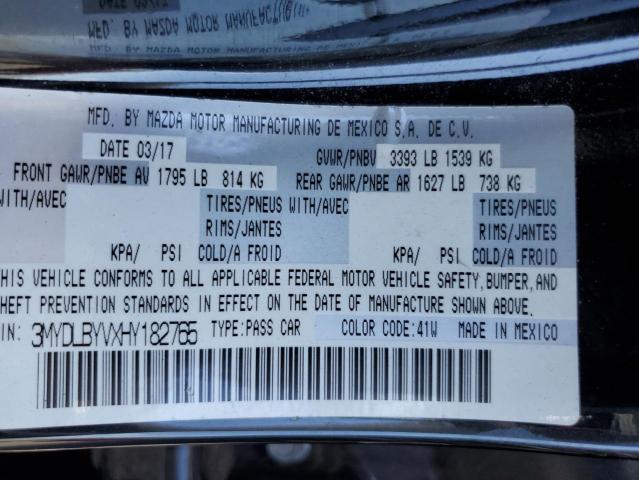 MFD. BY MAZDA MOTOR MANUFACTURING DE MEXICO S.A. DE C.V.
DATE 03/17 GVWR/PNBV 3393 LB 1539 KG
FRONT GAWR/PNBE AV 1795 LB 814 KG REAR GAWR/PNBE AR 1627 LB 738 KG
WITH/AVEC TIRES/PNEUS WITH/AVEC TIRES/PNEUS
RIMS/JANTES RIMS/JANTES
KPA/ PSI COLD/A FROID KPA/ PSI COLD/A FROID
THIS VEHICLE CONFORMS TO ALL APPLICABLE FEDERAL MOTOR VEHICLE SAFETY, BUMPER, AND
THEFT PREVENTION STANDARDS IN EFFECT ON THE DATE OF MANUFACTURE SHOWN ABOVE.
IN: 3MYDLBYVXHY182765 TYPE:PASS CAR COLOR CODE:41W MADE IN MEXICO